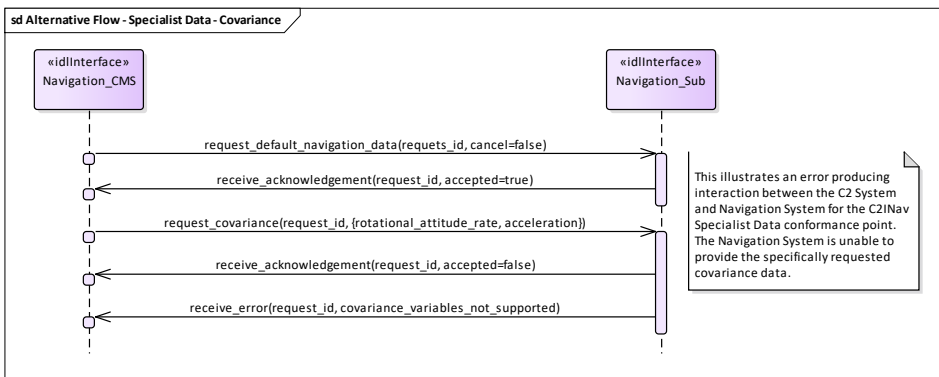 sd Alternative Flow - Specialist Data - Covariance
«idlInterface»
Navigation_CMS
«idlInterface»
Navigation_Sub
request_default_navigation_data(requets_id, cancel=false)
receive_acknowledgement(request_id, accepted=true)
request_covariance(request_id, {rotational_attitude_rate, acceleration})
receive_acknowledgement(request_id, accepted=false)
receive_error(request_id, covariance_variables_not_supported)
This illustrates an error producing
interaction between the C2 System
and Navigation System for the C2INav
Specialist Data conformance point.
The Navigation System is unable to
provide the specifically requested
covariance data.